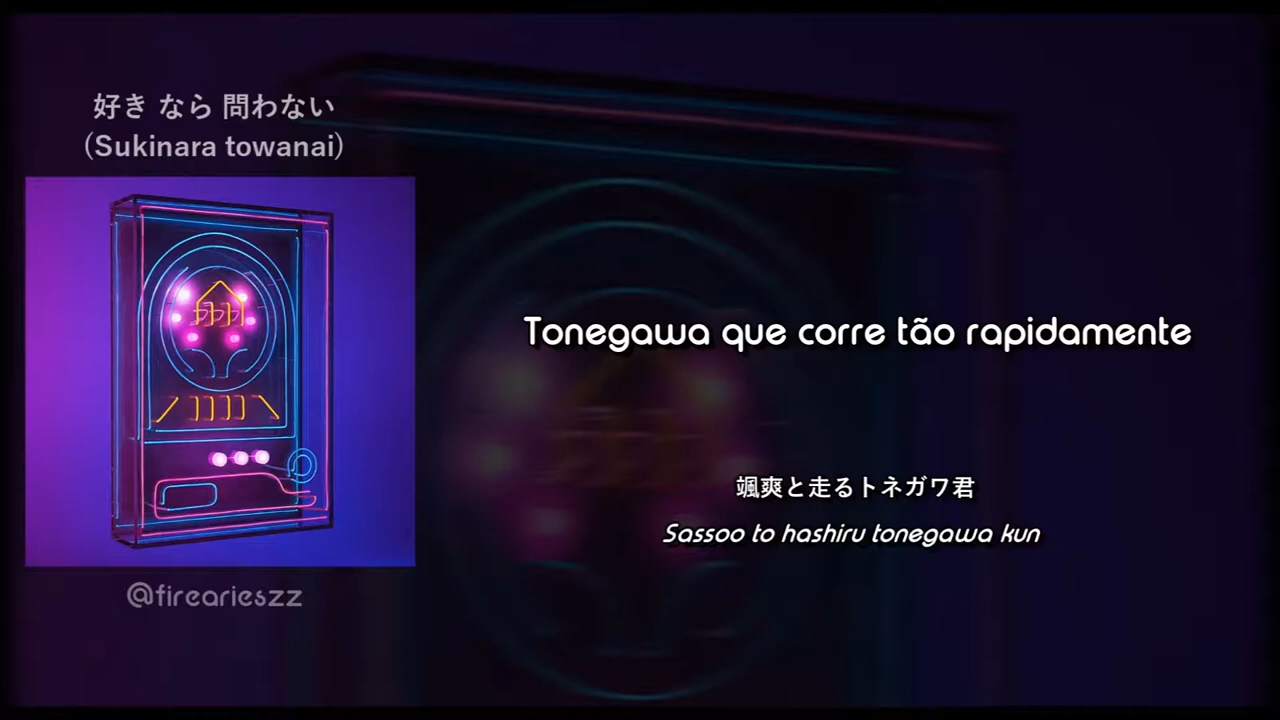 好き なら 問わない
(Sukinara towanai)
@firearieszz
Tonegawa que corre tão rapidamente
颯爽と走るトネガワ君
Sassoo to hashiru tonegawa kun